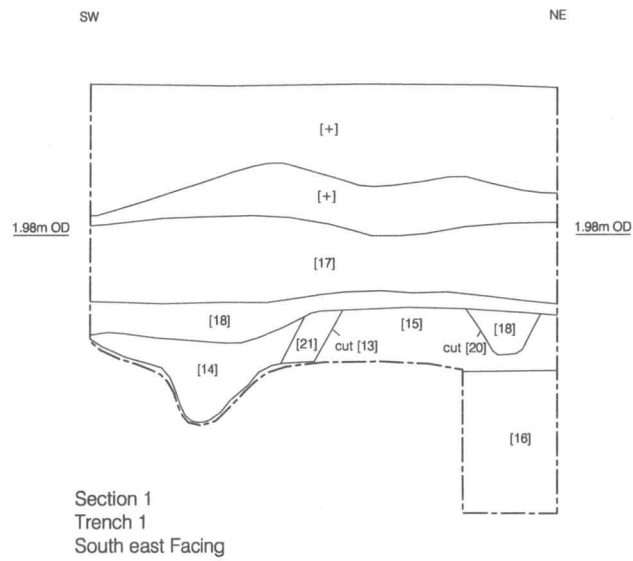 SW NE
[+]
[+]
1.98m OD 1.98m OD
[17]
[18] [15] [18]
[21] cut [13] cut [20]
[14]
[16]
Section 1
Trench 1
South east Facing